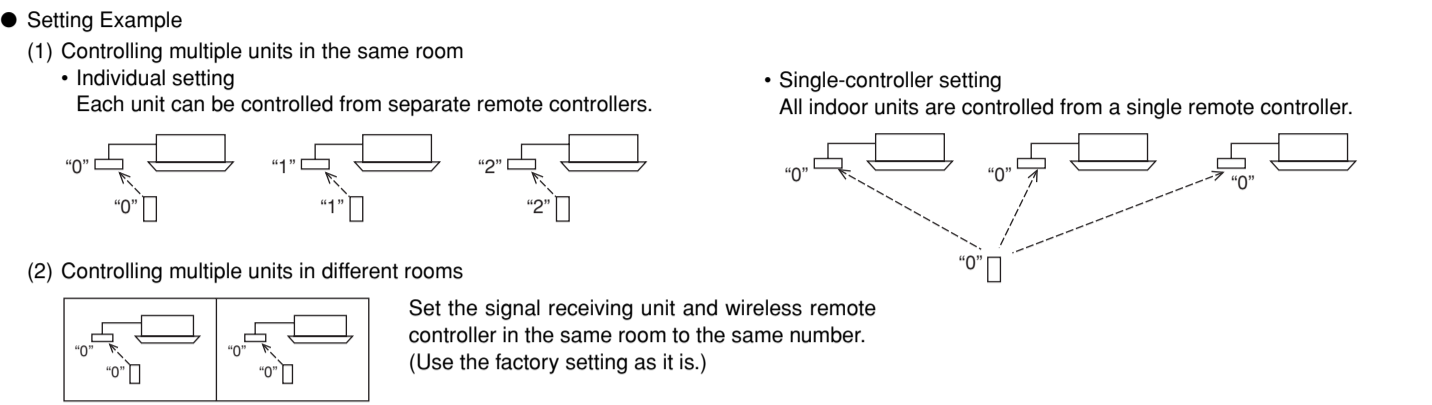 ● Setting Example
(1) Controlling multiple units in the same room
• Individual setting
Each unit can be controlled from separate remote controllers.
“0”
“1”
“2”
“0”
“1”
“2”
• Single-controller setting
All indoor units are controlled from a single remote controller.
“0”
“0”
“0”
“0”
(2) Controlling multiple units in different rooms
“0”
“0”
“0”
“0”
Set the signal receiving unit and wireless remote
controller in the same room to the same number.
(Use the factory setting as it is.)